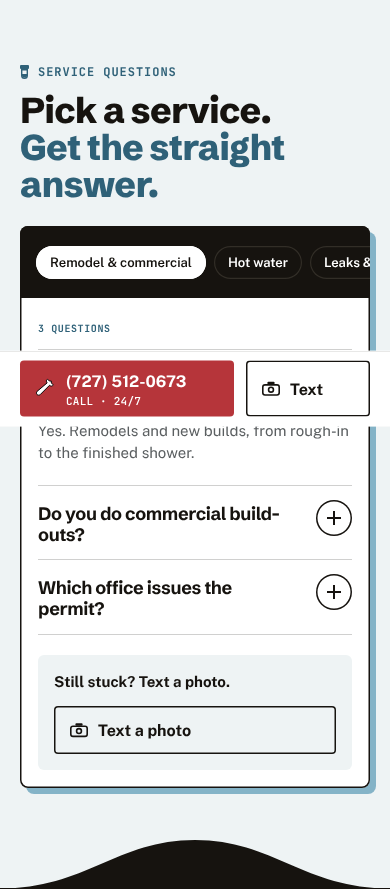 SERVICE QUESTIONS
Pick a service.
Get the straight
answer.
Remodel & commercial
Hot water
Leaks &
3 QUESTIONS
(727) 512-0673
CALL · 24/7
Text
Yes. Remodels and new builds, from rough-in
to the finished shower.
Do you do commercial build-
outs?
Which office issues the
permit?
Still stuck? Text a photo.
Text a photo